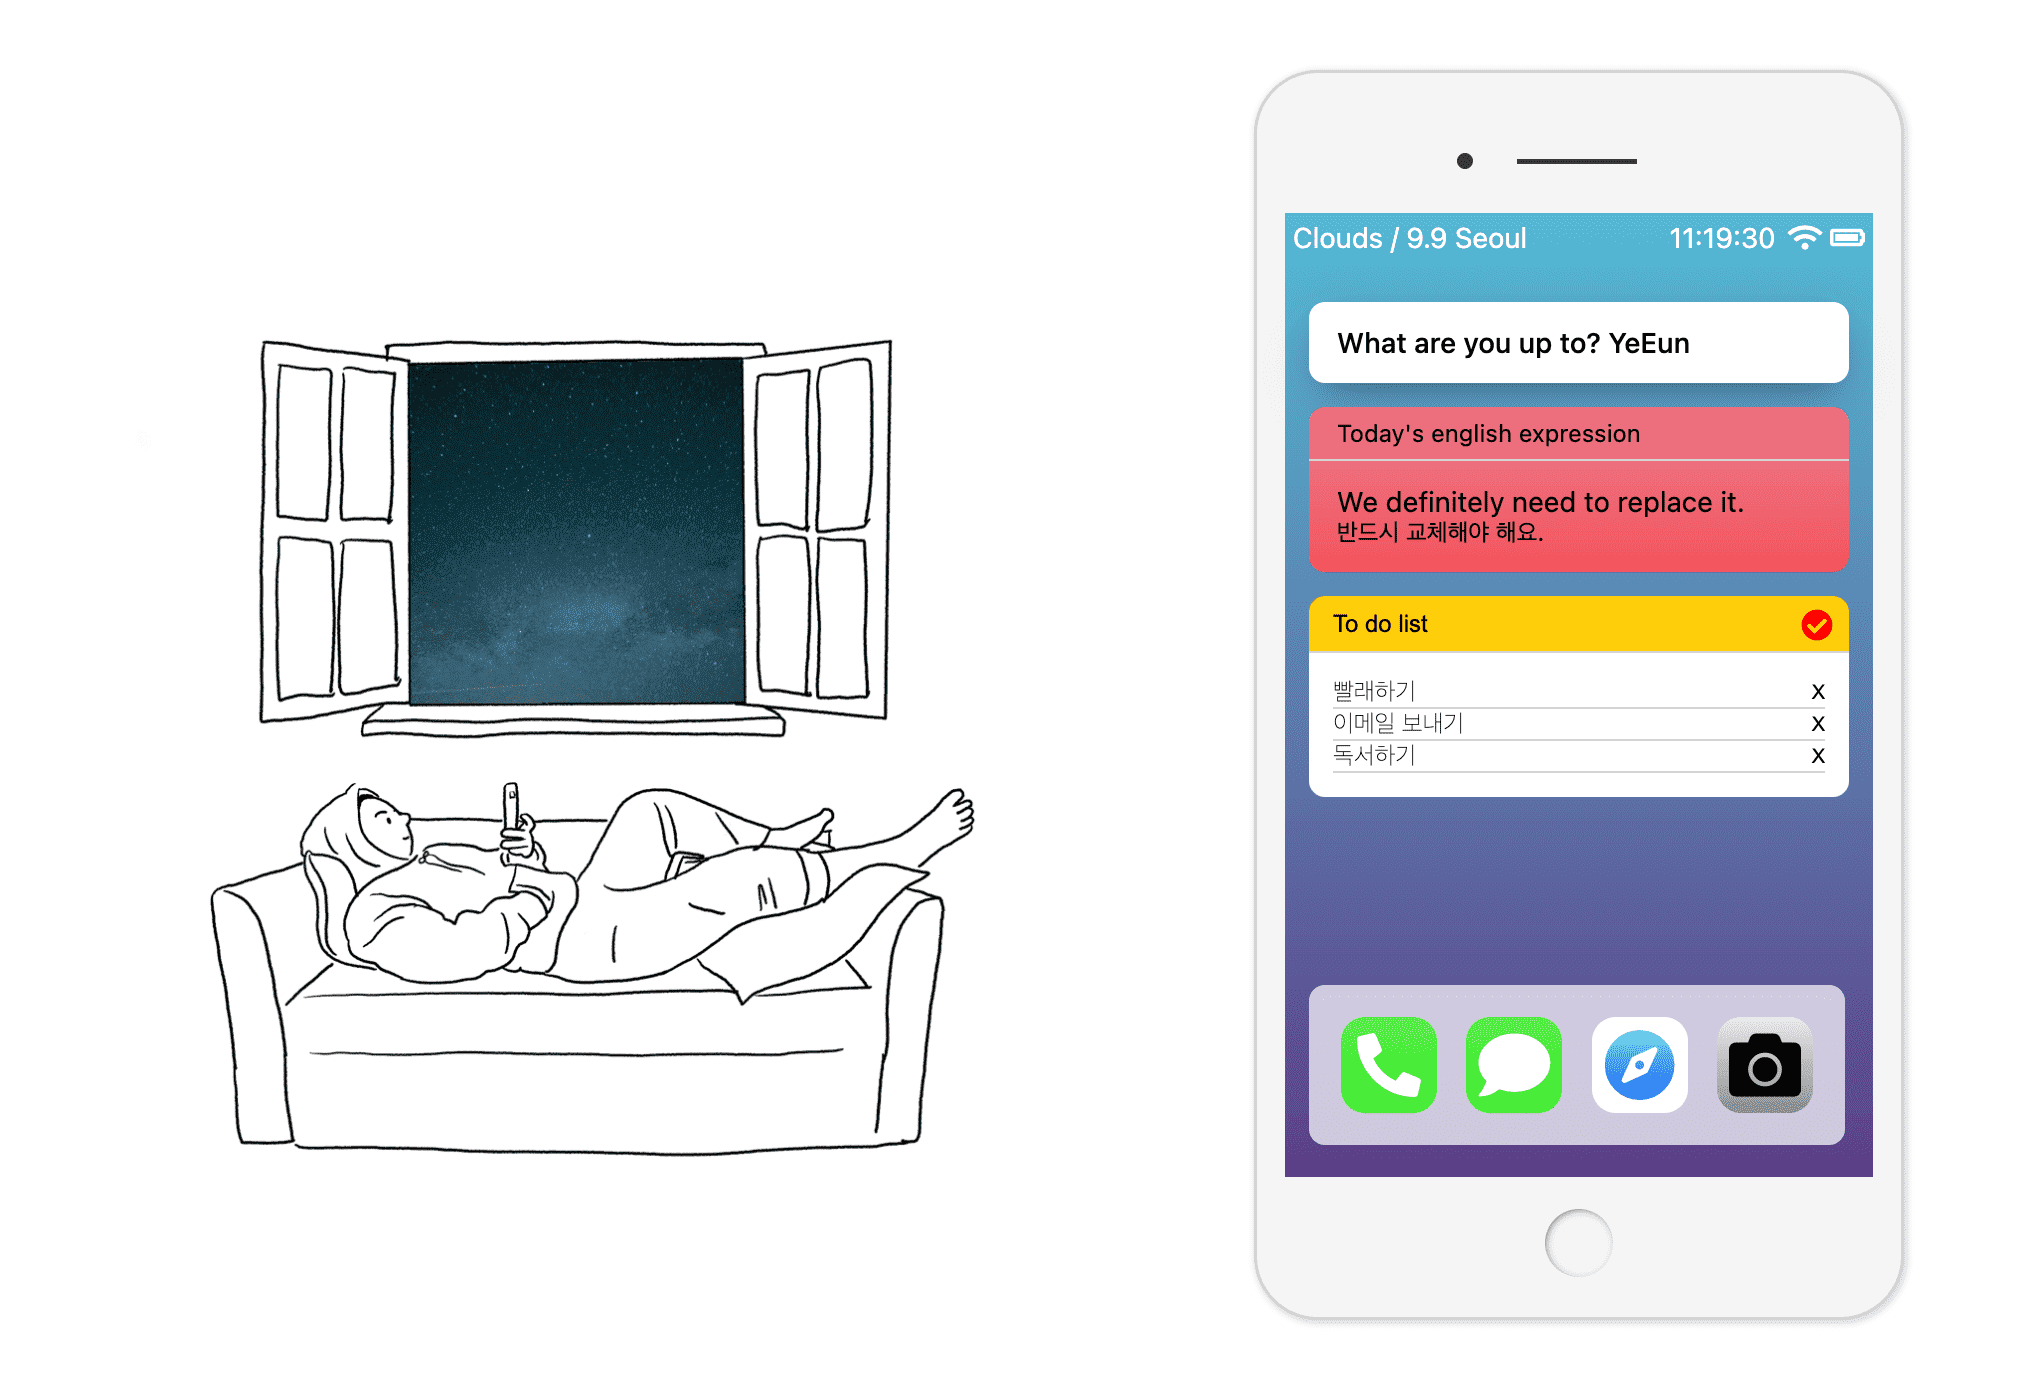 Clouds / 9.9 Seoul 11:19:30
What are you up to? YeEun
Today's english expression
We definitely need to replace it.
반드시 교체해야 해요.
To do list
빨래하기 X
이메일 보내기 X
독서하기 X